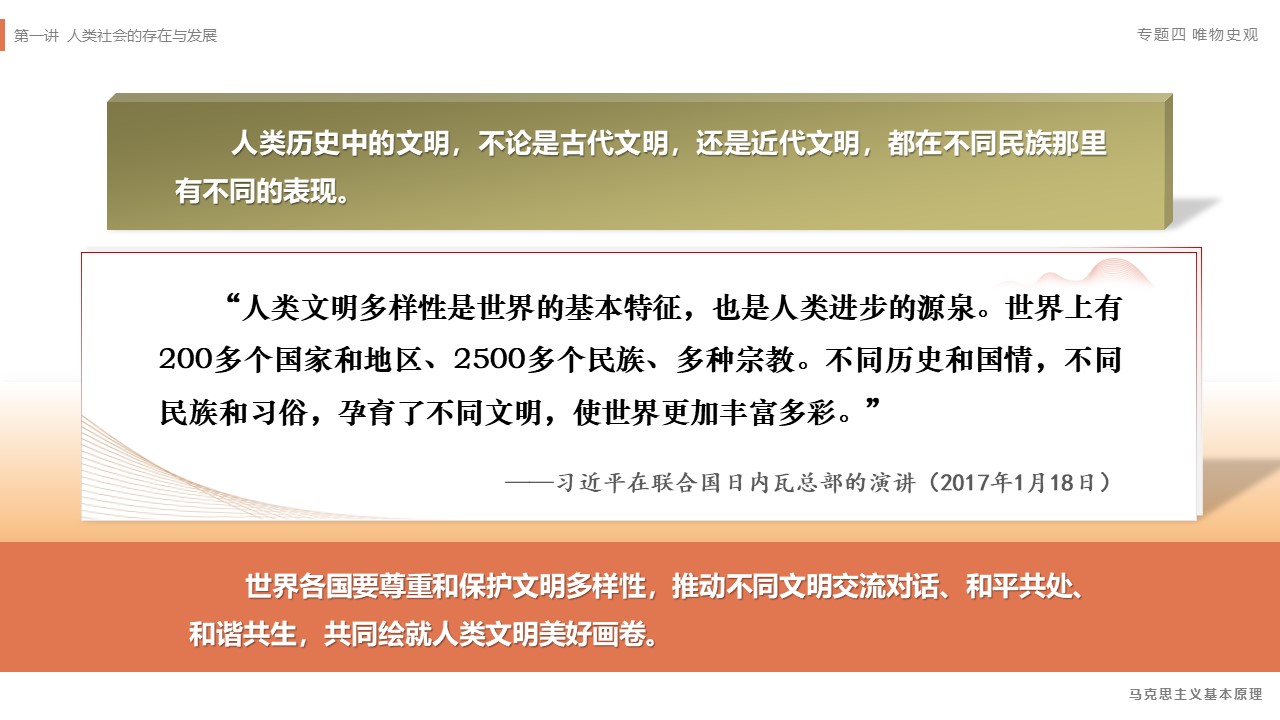 第一讲 人类社会的存在与发展
专题四 唯物史观
人类历史中的文明，不论是古代文明，还是近代文明，都在不同民族那里
有不同的表现。
“人类文明多样性是世界的基本特征，也是人类进步的源泉。世界上有
200多个国家和地区、2500多个民族、多种宗教。不同历史和国情，不同
民族和习俗，孕育了不同文明，使世界更加丰富多彩。”
——习近平在联合国日内瓦总部的演讲（2017年1月18日）
世界各国要尊重和保护文明多样性，推动不同文明交流对话、和平共处、
和谐共生，共同绘就人类文明美好画卷。
马克思主义基本原理